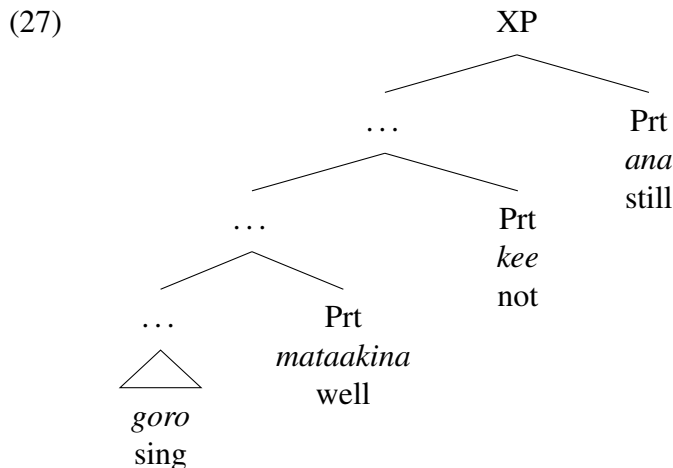 (27) XP
... Prt
ana
still
... Prt
kee
not
... Prt
mataakina
well
goro
sing